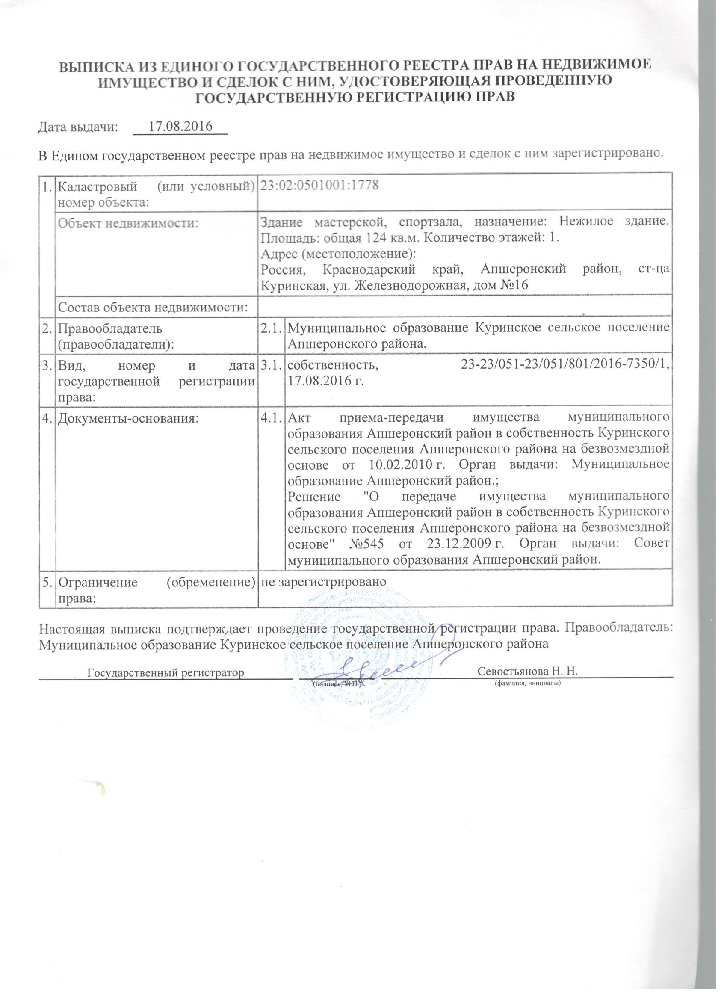 ВЫПИСКА ИЗ ЕДИНОГО ГОСУДАРСТВЕННОГО РЕЕСТРА ПРАВ НА НЕДВИЖИМОЕ
ИМУЩЕСТВО И СДЕЛОК С НИМ, УДОСТОВЕРЯЮЩАЯ ПРОВЕДЕННУЮ
ГОСУДАРСТВЕННУЮ РЕГИСТРАЦИЮ ПРАВ
Дата выдачи: 17.08.2016
В Едином государственном реестре прав на недвижимое имущество и сделок с ним зарегистрировано.
1. Кадастровый (или условный)
номер объекта:
23:02:0501001:1778
Объект недвижимости:
Здание мастерской, спортзала, назначение: Нежилое здание.
Площадь: общая 124 кв.м. Количество этажей: 1.
Адрес (местоположение):
Россия, Краснодарский край, Апшеронский район, ст-ца
Куринская, ул. Железнодорожная, дом №16
Состав объекта недвижимости:
2. Правообладатель
(правообладатели):
2.1. Муниципальное образование Куринское сельское поселение
Апшеронского района.
3. Вид, номер и дата
государственной регистрации
права:
3.1. собственность, 23-23/051-23/051/801/2016-7350/1,
17.08.2016 г.
4. Документы-основания:
4.1. Акт приема-передачи имущества муниципального
образования Апшеронский район в собственность Куринского
сельского поселения Апшеронского района на безвозмездной
основе от 10.02.2010 г. Орган выдачи: Муниципальное
образование Апшеронский район.;
Решение "О передаче имущества муниципального
образования Апшеронский район в собственность Куринского
сельского поселения Апшеронского района на безвозмездной
основе" №545 от 23.12.2009 г. Орган выдачи: Совет
муниципального образования Апшеронский район.
5. Ограничение (обременение)
права:
не зарегистрировано
Настоящая выписка подтверждает проведение государственной регистрации права. Правообладатель:
Муниципальное образование Куринское сельское поселение Апшеронского района
Государственный регистратор
Севостьянова Н. Н.
(подпись, М.П.)
(фамилия, инициалы)